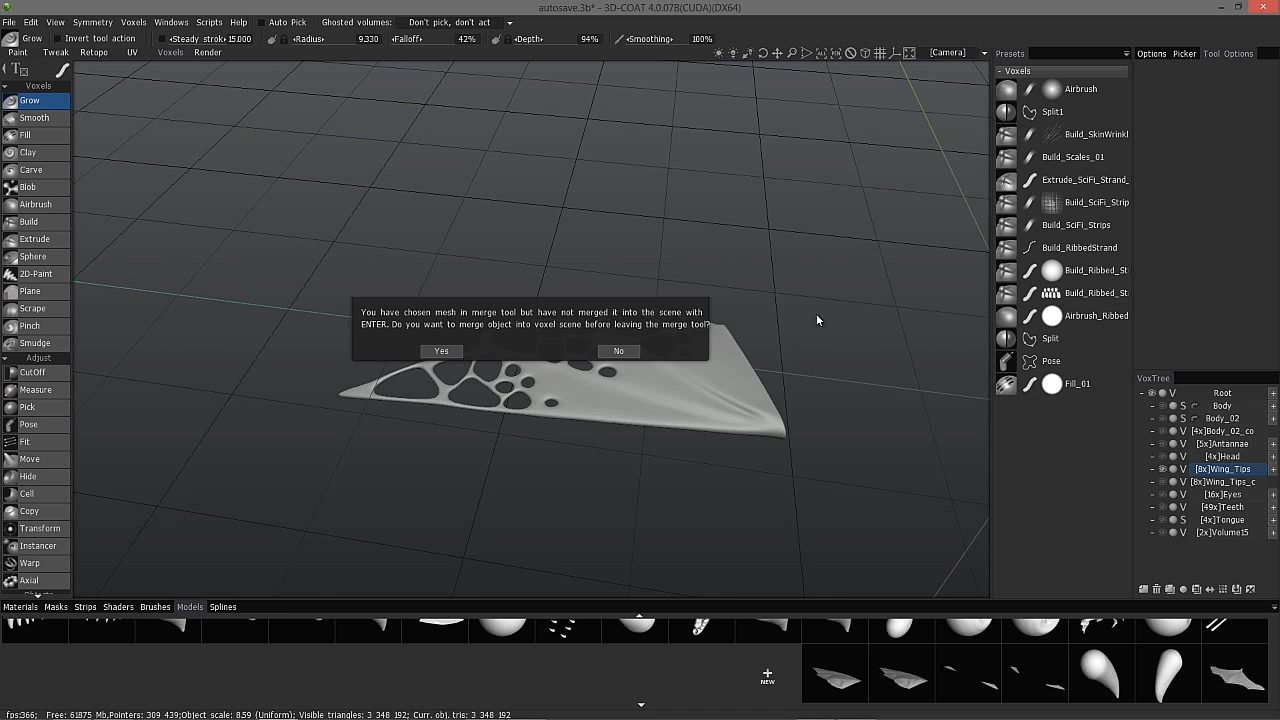 autosave.3b* - 3D-COAT 4.0.07B(CUDA)(DX64)
File Edit View Symmetry Voxels Windows Scripts Help Auto Pick Ghosted volumes: Don't pick, don't act
Grow Invert tool action Steady strok 15.000 Radius 9.330 Falloff 42% Depth 94% Smoothing 100%
Paint Tweak Retopo UV Voxels Render [Camera] Presets Options Picker Tool Options
Voxels
Grow
Smooth
Fill
Clay
Carve
Blob
Airbrush
Build
Extrude
Sphere
2D-Paint
Plane
Scrape
Pinch
Smudge
Adjust
CutOff
Measure
Pick
Pose
Fit
Move
Hide
Cell
Copy
Transform
Instancer
Warp
Axial
You have chosen mesh in merge tool but have not merged it into the scene with
ENTER. Do you want to merge object into voxel scene before leaving the merge tool?
Yes No
- Voxels
Airbrush
Split1
Build_SkinWrinkl
Build_Scales_01
Extrude_SciFi_Strand_
Build_SciFi_Strip
Build_SciFi_Strips
Build_RibbedStrand
Build_Ribbed_St
Build_Ribbed_St
Airbrush_Ribbed
Split
Pose
Fill_01
VoxTree
- V Root +
- S Body +
- S Body_02 +
- V [4x]Body_02_co
- V [5x]Antannae +
- V [4x]Head +
- V [8x]Wing_Tips +
- V [8x]Wing_Tips_c
- V [16x]Eyes +
- V [49x]Teeth +
- S [4x]Tongue +
- V [2x]Volume15 +
Materials Masks Strips Shaders Brushes Models Splines
NEW
fps:366; Free: 61875 Mb,Pointers: 309 439;Object scale: 8.59 (Uniform); Visible triangles: 3 348 192; Curr. obj. tris: 3 348 192